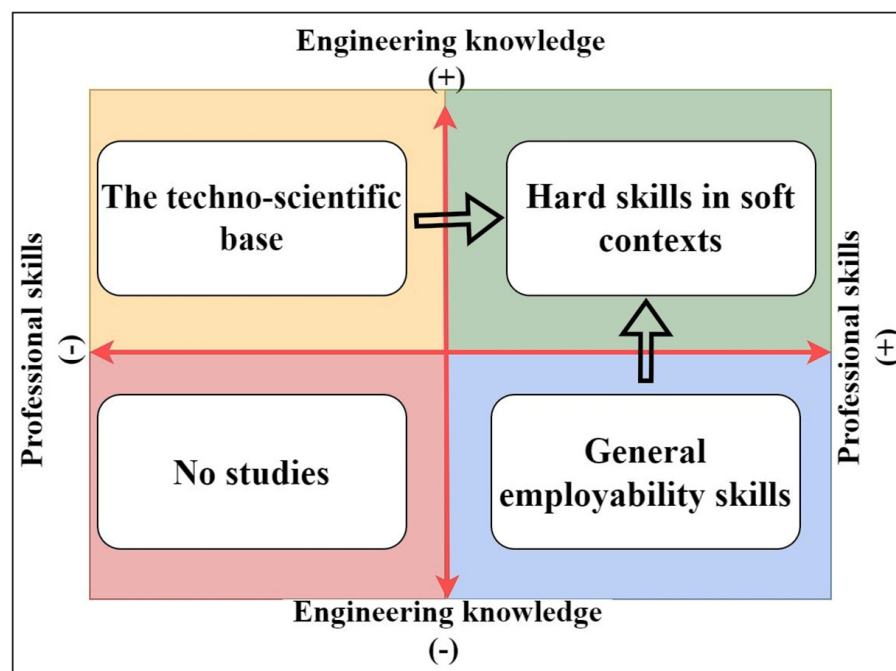 Engineering knowledge
(+)
The techno-scientific
base
Hard skills in soft
contexts
Professional skills
(-)
Professional skills
(+)
No studies
General
employability skills
Engineering knowledge
(-)